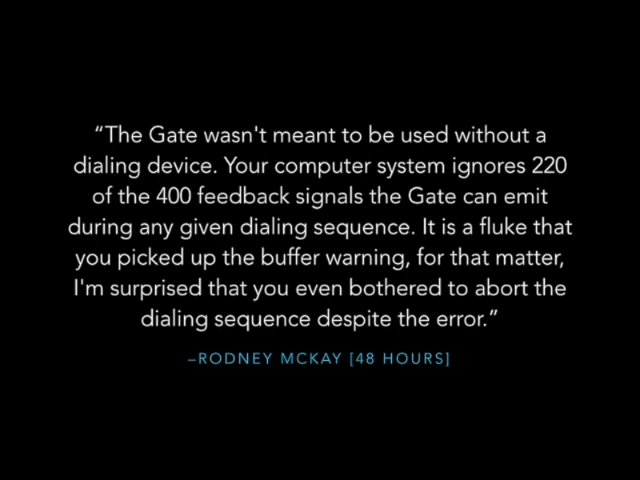 “The Gate wasn't meant to be used without a
dialing device. Your computer system ignores 220
of the 400 feedback signals the Gate can emit
during any given dialing sequence. It is a fluke that
you picked up the buffer warning, for that matter,
I'm surprised that you even bothered to abort the
dialing sequence despite the error.”
–RODNEY MCKAY [48 HOURS]